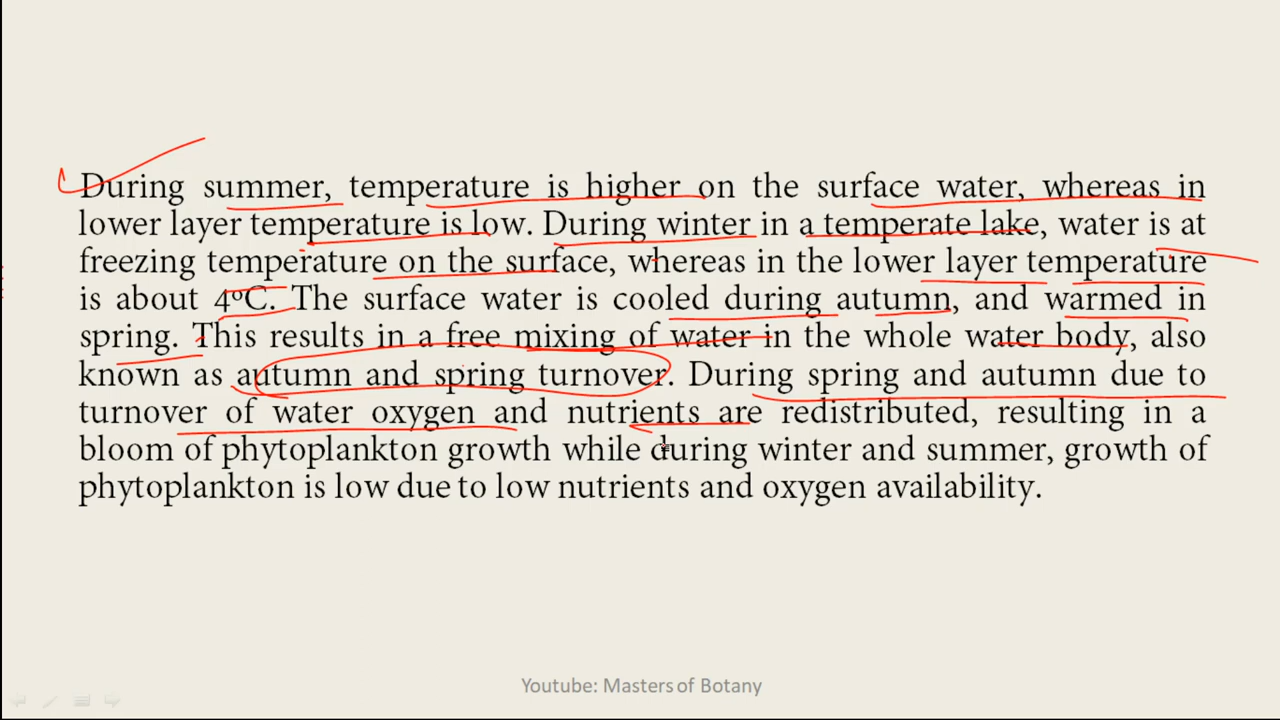 During summer, temperature is higher on the surface water, whereas in
lower layer temperature is low. During winter in a temperate lake, water is at
freezing temperature on the surface, whereas in the lower layer temperature
is about 4ºC. The surface water is cooled during autumn, and warmed in
spring. This results in a free mixing of water in the whole water body, also
known as autumn and spring turnover. During spring and autumn due to
turnover of water oxygen and nutrients are redistributed, resulting in a
bloom of phytoplankton growth while during winter and summer, growth of
phytoplankton is low due to low nutrients and oxygen availability.
Youtube: Masters of Botany